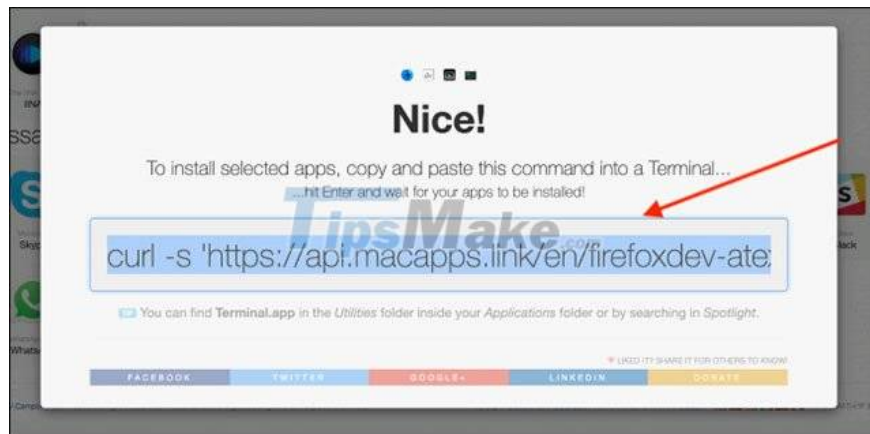 Nice!
To install selected apps, copy and paste this command into a Terminal...
...hit Enter and wait for your apps to be installed!
TipsMake.com
curl -s 'https://api.macapps.link/en/firefoxdev-atex
You can find Terminal.app in the Utilities folder inside your Applications folder or by searching in Spotlight.
♥ LIKED IT? SHARE IT FOR OTHERS TO KNOW!
FACEBOOK TWITTER GOOGLE+ LINKEDIN DONATE